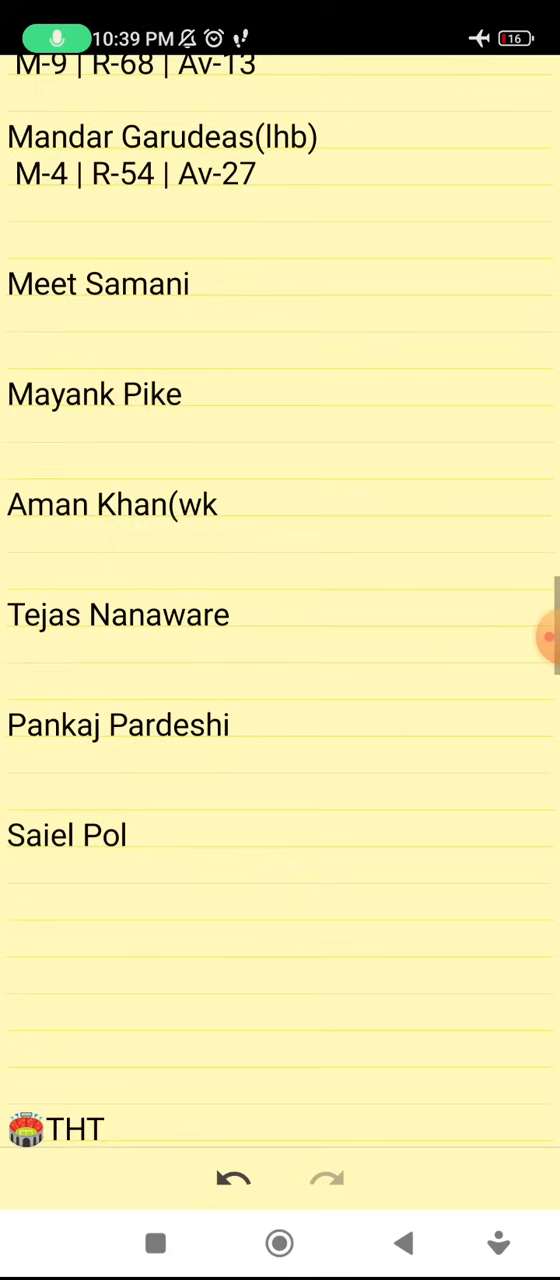 10:39 PM
16
M-9 | R-68 | Av-13
Mandar Garudeas(lhb)
M-4 | R-54 | Av-27
Meet Samani
Mayank Pike
Aman Khan(wk
Tejas Nanaware
Pankaj Pardeshi
Saiel Pol
🏟THT